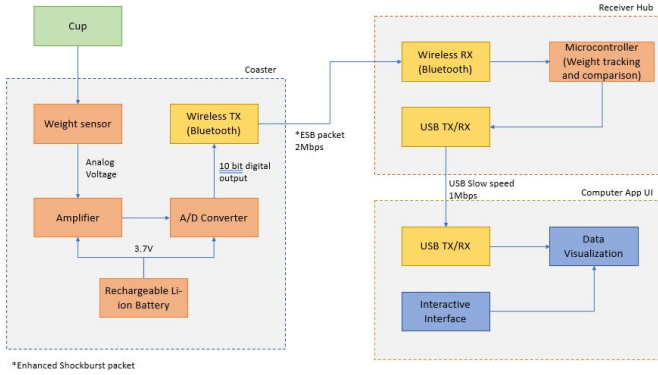 Receiver Hub
Cup
Wireless RX
(Bluetooth)
Microcontroller
(Weight tracking
and comparison)
Coaster
Weight sensor
Wireless TX
(Bluetooth)
*ESB packet
2Mbps
USB TX/RX
Analog
Voltage
10 bit digital
output
USB Slow speed
1Mbps
Computer App UI
Amplifier
A/D Converter
USB TX/RX
Data
Visualization
3.7V
Rechargeable Li-
ion Battery
Interactive
Interface
*Enhanced Shockburst packet